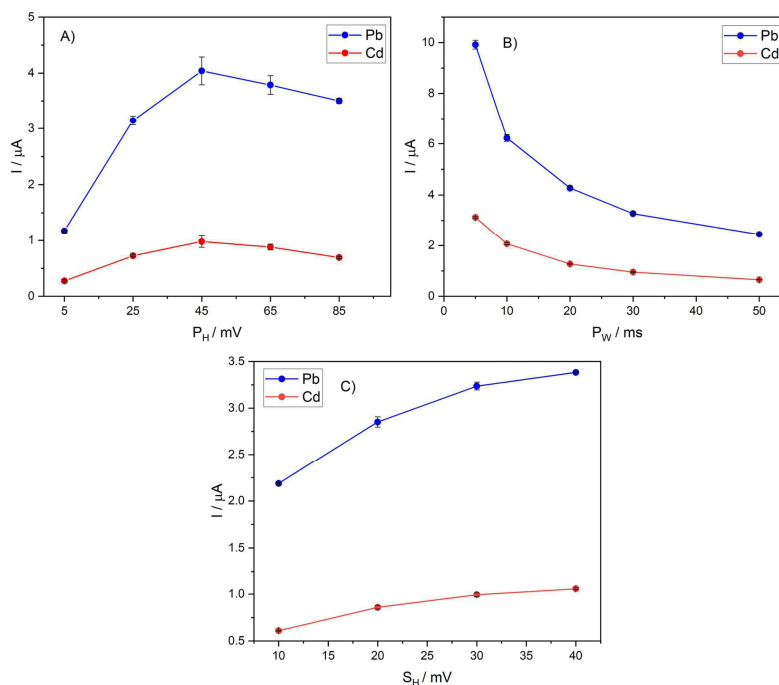 A)
Pb
Cd
I / µA
5
4
3
2
1
0
5 25 45 65 85
P_H / mV
B)
Pb
Cd
I / µA
10
8
6
4
2
0
0 10 20 30 40 50
P_W / ms
C)
Pb
Cd
I / µA
3.5
3.0
2.5
2.0
1.5
1.0
0.5
10 15 20 25 30 35 40
S_H / mV